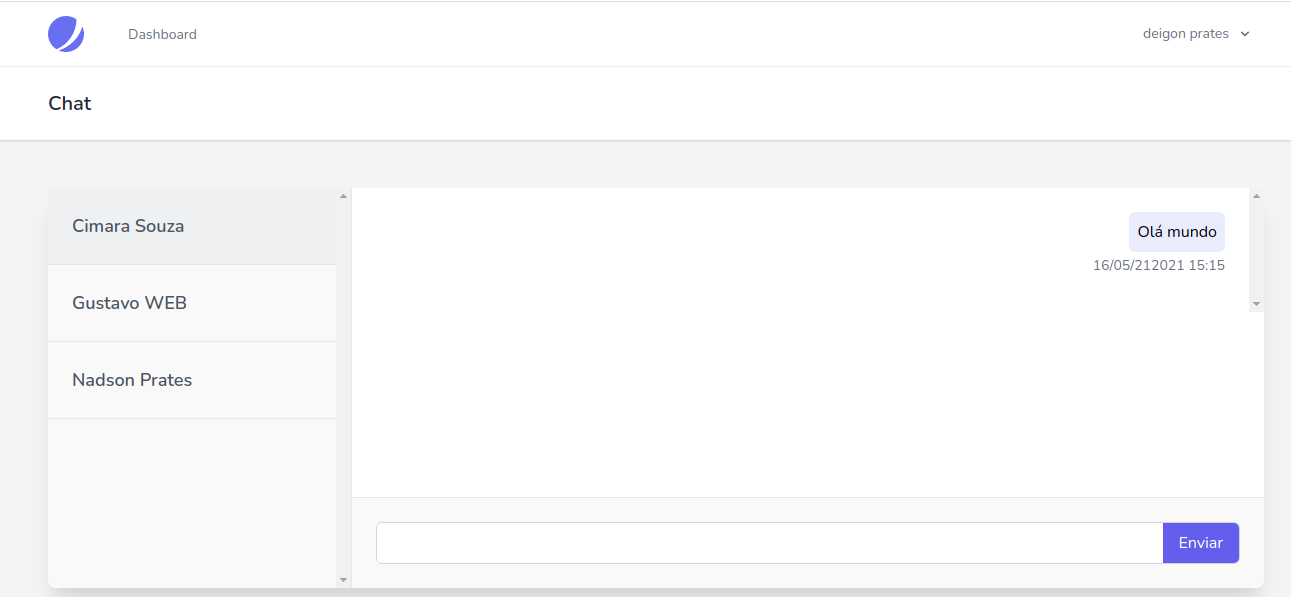 Dashboard
deigon prates
Chat
Cimara Souza
Gustavo WEB
Nadson Prates
Olá mundo
16/05/212021 15:15
Enviar